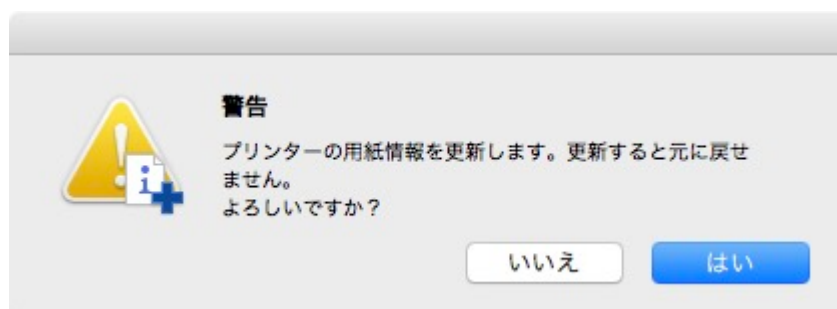 警告
プリンターの用紙情報を更新します。更新すると元に戻せ
ません。
よろしいですか？
いいえ
はい